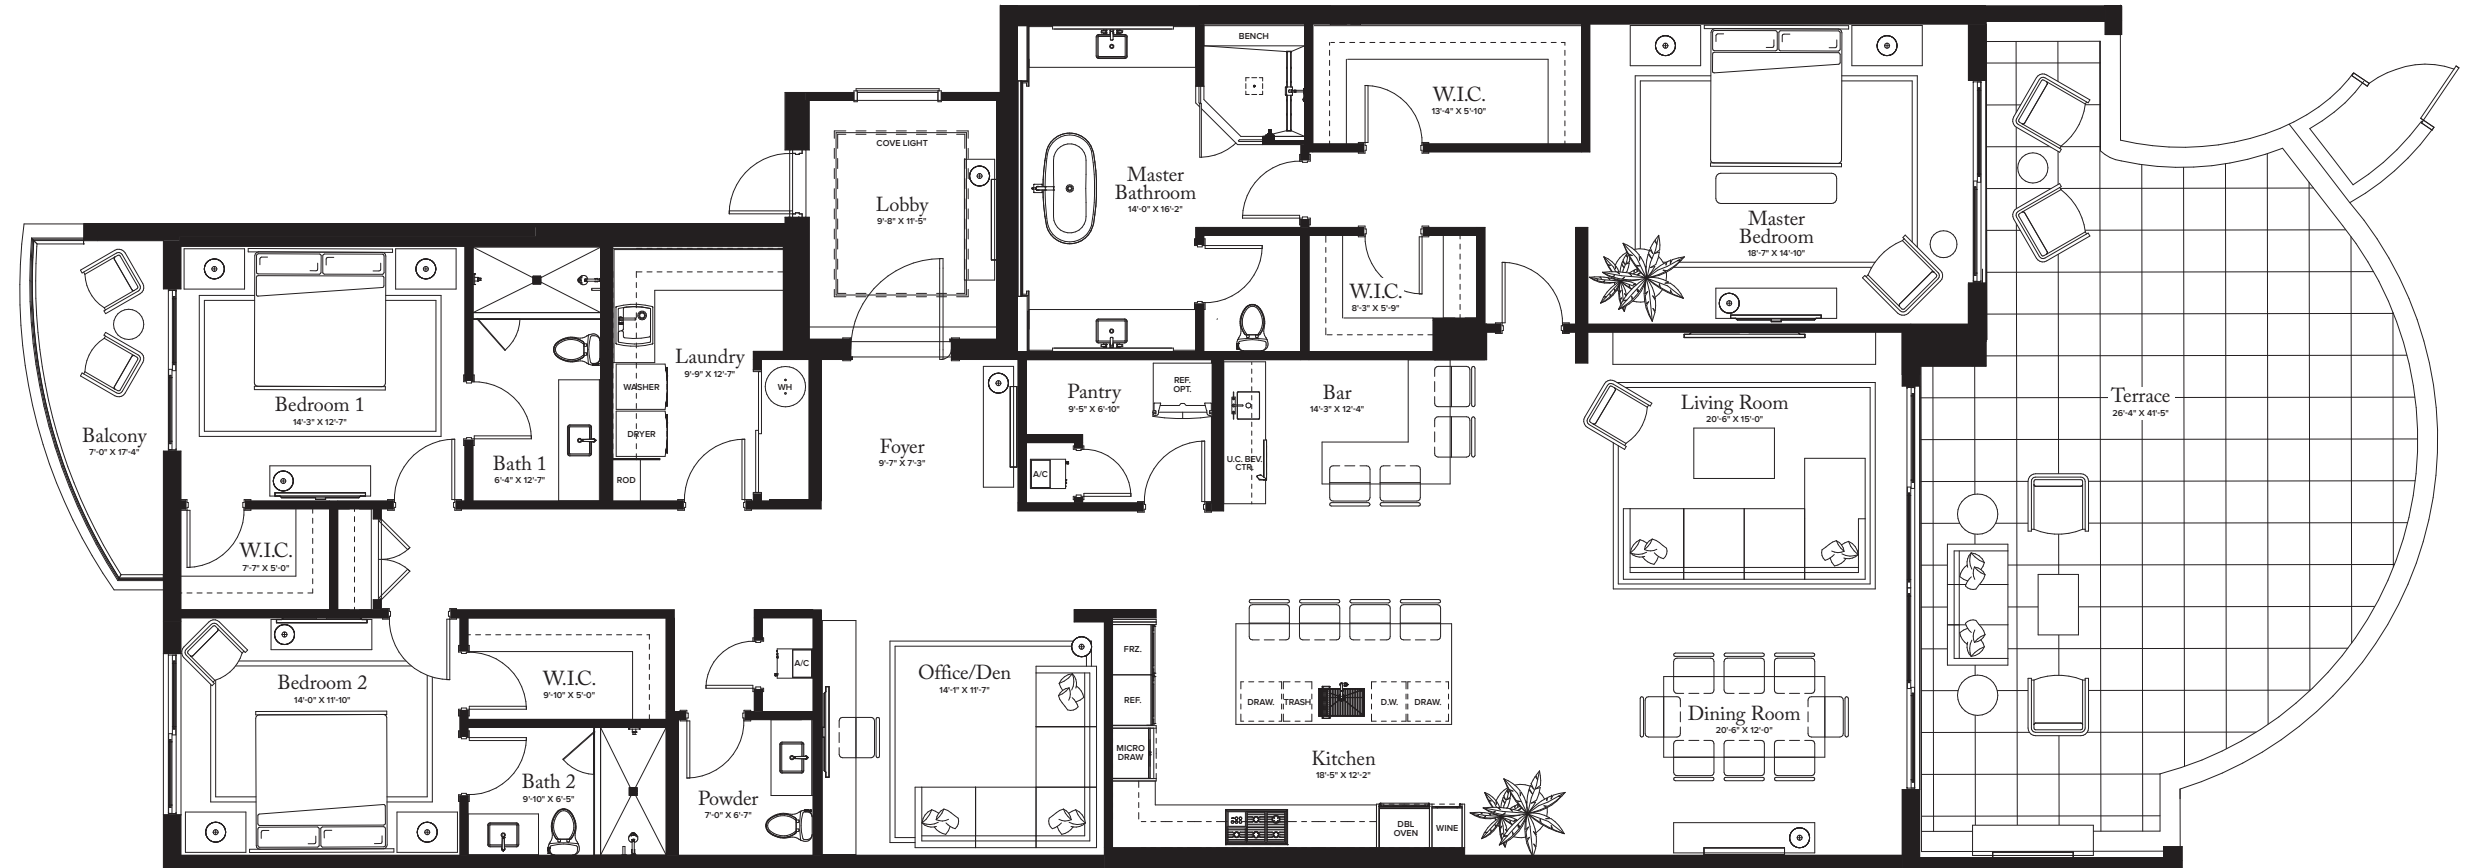 BENCH
W.I.C.
13'-4" X 5'-10"
COVE LIGHT
Lobby
9'-8" X 11'-5"
Master
Bathroom
14'-0" X 16'-2"
Master
Bedroom
18'-7" X 14'-10"
W.I.C.
8'-3" X 5'-9"
Laundry
9'-9" X 12'-7"
WASHER
DRYER
ROD
WH
Bedroom 1
14'-3" X 12'-7"
Balcony
7'-0" X 17'-4"
Bath 1
6'-4" X 12'-7"
Foyer
9'-7" X 7'-3"
Pantry
9'-5" X 6'-10"
REF.
OPT.
A/C
Bar
14'-3" X 12'-4"
U.C. BEV.
CTR.
Living Room
20'-6" X 15'-0"
Terrace
26'-4" X 41'-5"
W.I.C.
7'-7" X 5'-0"
Bedroom 2
14'-0" X 11'-10"
W.I.C.
9'-10" X 5'-0"
A/C
Office/Den
14'-1" X 11'-7"
FRZ.
REF.
MICRO
DRAW
DRAW.
TRASH
D.W.
DRAW.
Dining Room
20'-6" X 12'-0"
Kitchen
18'-5" X 12'-2"
Bath 2
9'-10" X 6'-5"
Powder
7'-0" X 6'-7"
DBL
OVEN
WINE